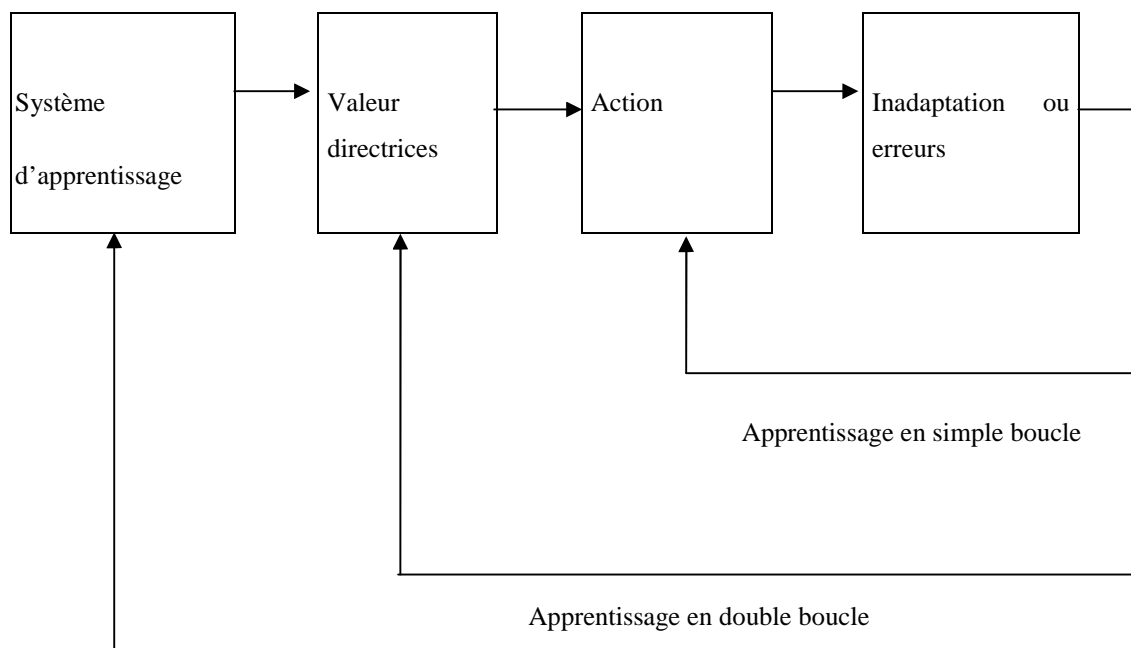 Système
d’apprentissage
Valeur
directrices
Action
Inadaptation ou
erreurs
Apprentissage en simple boucle
Apprentissage en double boucle